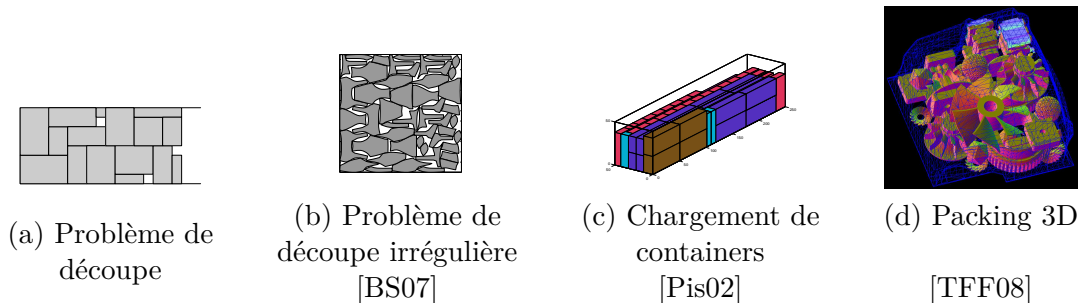 (a) Problème de
découpe
(b) Problème de
découpe irrégulière
[BS07]
(c) Chargement de
containers
[Pis02]
(d) Packing 3D
[TFF08]